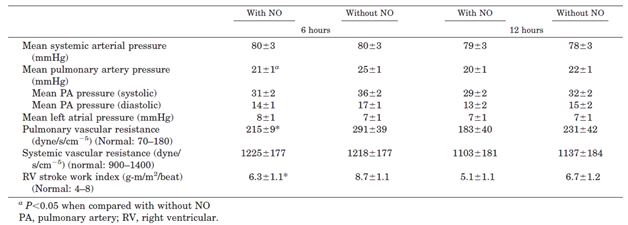 With NO Without NO With NO Without NO
6 hours 12 hours
Mean systemic arterial pressure 80±3 80±3 79±3 78±3
(mmHg)
Mean pulmonary artery pressure 21±1ᵃ 25±1 20±1 22±1
(mmHg)
Mean PA pressure (systolic) 31±2 36±2 29±2 32±2
Mean PA pressure (diastolic) 14±1 17±1 13±2 15±2
Mean left atrial pressure (mmHg) 8±1 7±1 7±1 7±1
Pulmonary vascular resistance 215±9* 291±39 183±40 231±42
(dyne/s/cm⁻⁵) (Normal: 70–180)
Systemic vascular resistance (dyne/ 1225±177 1218±177 1103±181 1137±184
s/cm⁻⁵) (normal: 900–1400)
RV stroke work index (g-m/m²/beat) 6.3±1.1* 8.7±1.1 5.1±1.1 6.7±1.2
(Normal: 4–8)
ᵃ P<0.05 when compared with without NO
PA, pulmonary artery; RV, right ventricular.